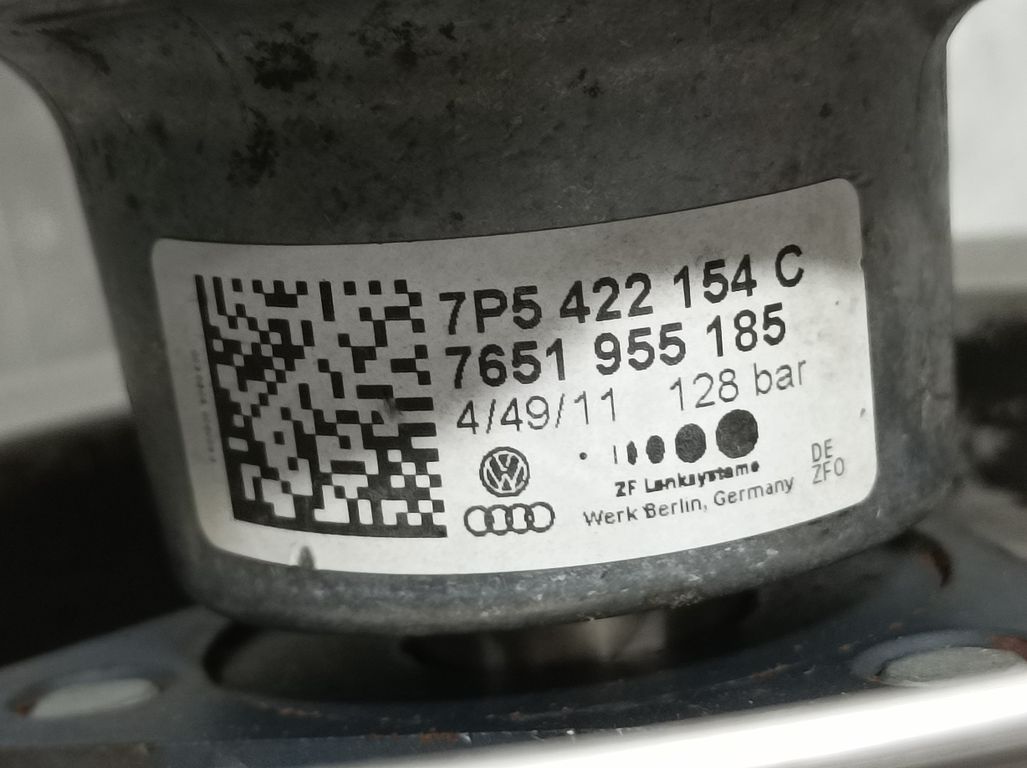 7P5 422 154 C
7651 955 185
4/49/11 128 bar
ZF Lenksysteme
Werk Berlin, Germany
DE
ZFO